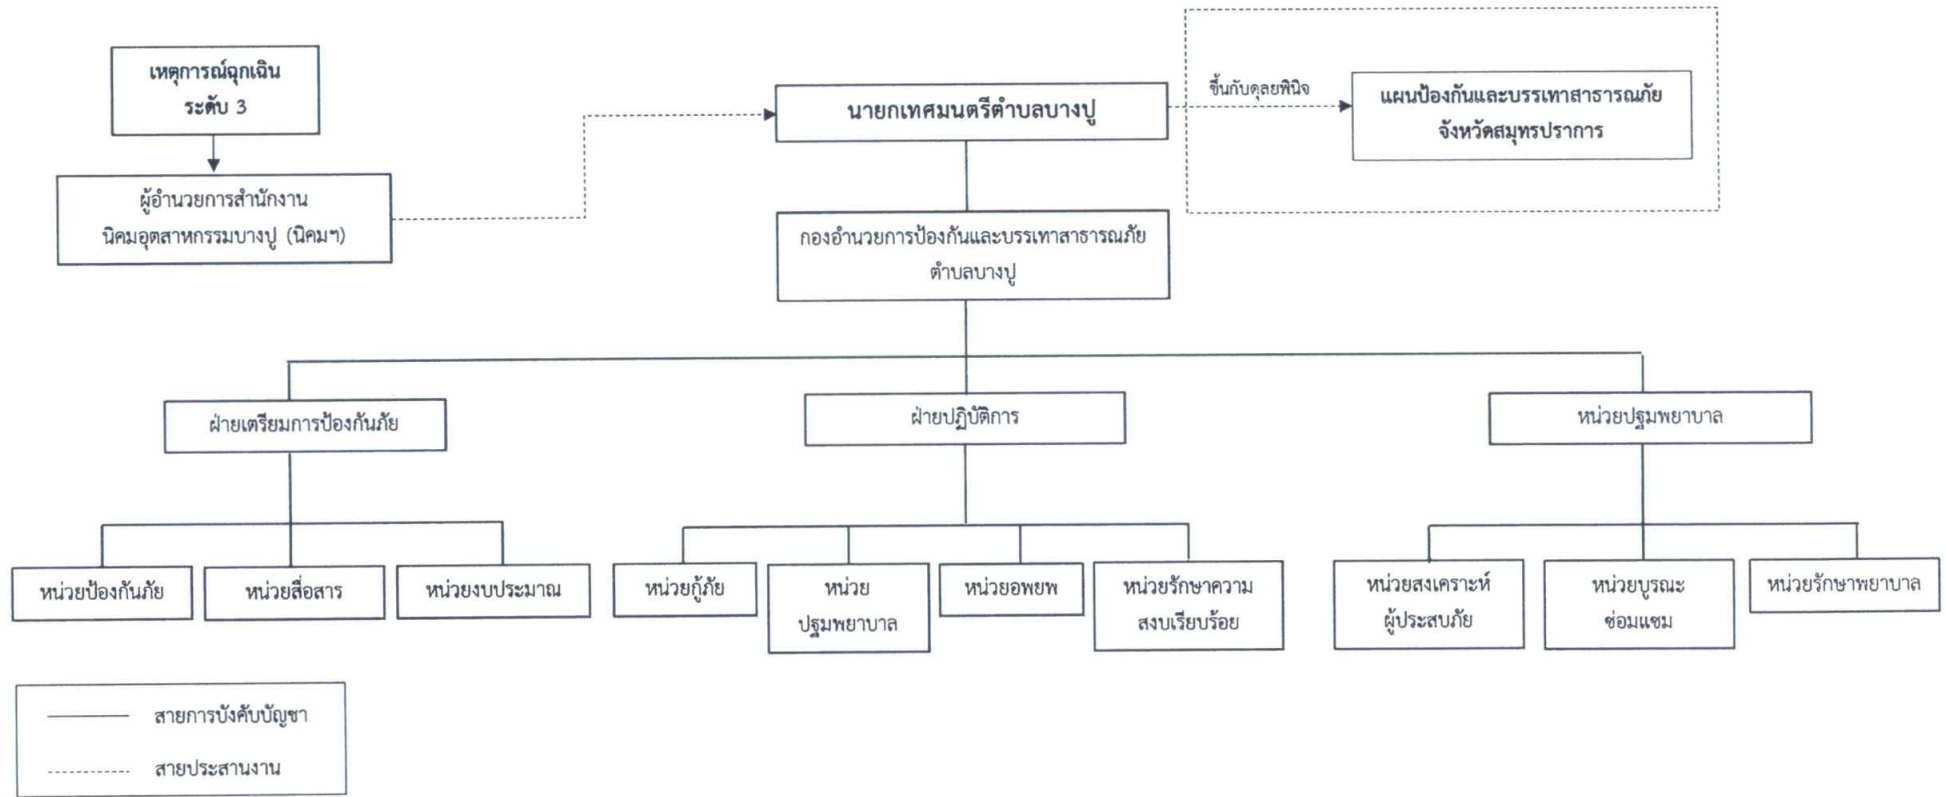 เหตุการณ์ฉุกเฉิน
ระดับ 3
ผู้อำนวยการสำนักงาน
นิคมอุตสาหกรรมบางปู (นิคมฯ)
นายกเทศมนตรีตำบลบางปู
ขึ้นกับดุลยพินิจ
แผนป้องกันและบรรเทาสาธารณภัย
จังหวัดสมุทรปราการ
กองอำนวยการป้องกันและบรรเทาสาธารณภัย
ตำบลบางปู
ฝ่ายเตรียมการป้องกันภัย
ฝ่ายปฏิบัติการ
หน่วยปฐมพยาบาล
หน่วยป้องกันภัย
หน่วยสื่อสาร
หน่วยงบประมาณ
หน่วยกู้ภัย
หน่วย
ปฐมพยาบาล
หน่วยอพยพ
หน่วยรักษาความ
สงบเรียบร้อย
หน่วยสงเคราะห์
ผู้ประสบภัย
หน่วยบูรณะ
ซ่อมแซม
หน่วยรักษาพยาบาล
สายการบังคับบัญชา
สายประสานงาน